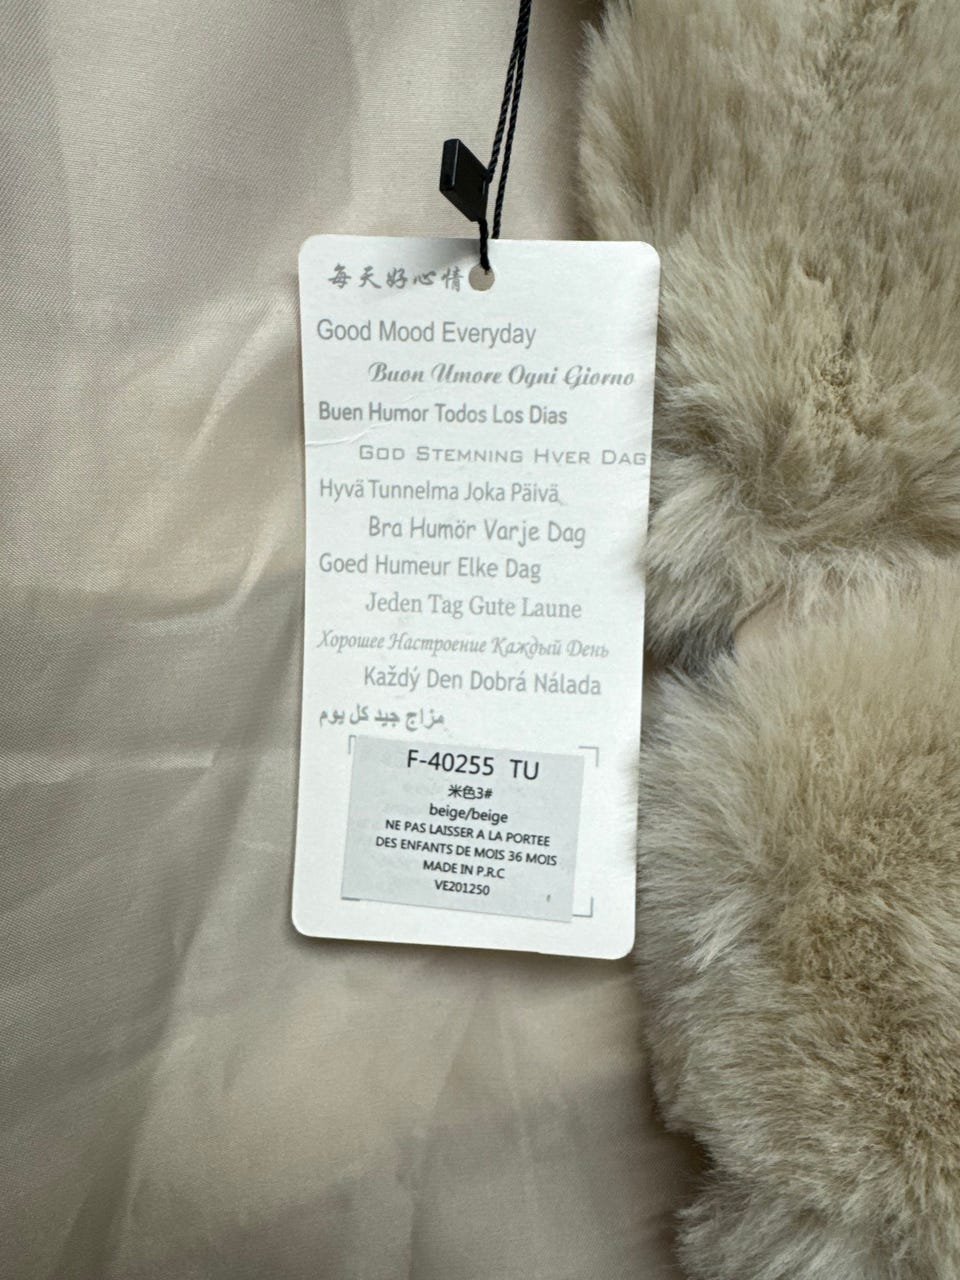 每天好心情
Good Mood Everyday
Buon Umore Ogni Giorno
Buen Humor Todos Los Dias
GOD STEMNING HVER DAG
Hyvä Tunnelma Joka Päivä
Bra Humör Varje Dag
Goed Humeur Elke Dag
Jeden Tag Gute Laune
Хорошее Настроение Каждый День
Každý Den Dobrá Nálada
مزاج جيد كل يوم
F-40255 TU
米色3#
beige/beige
NE PAS LAISSER A LA PORTEE
DES ENFANTS DE MOIS 36 MOIS
MADE IN P.R.C
VE201250